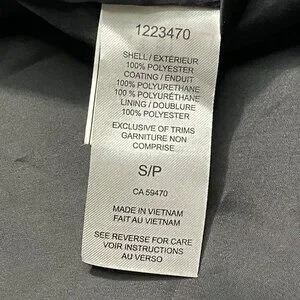 1223470
SHELL / EXTÉRIEUR
100% POLYESTER
COATING / ENDUIT
100% POLYURETHANE
100 % POLYURÉTHANE
LINING / DOUBLURE
100% POLYESTER
EXCLUSIVE OF TRIMS
GARNITURE NON
COMPRISE
S/P
CA 59470
MADE IN VIETNAM
FAIT AU VIETNAM
SEE REVERSE FOR CARE
VOIR INSTRUCTIONS
AU VERSO